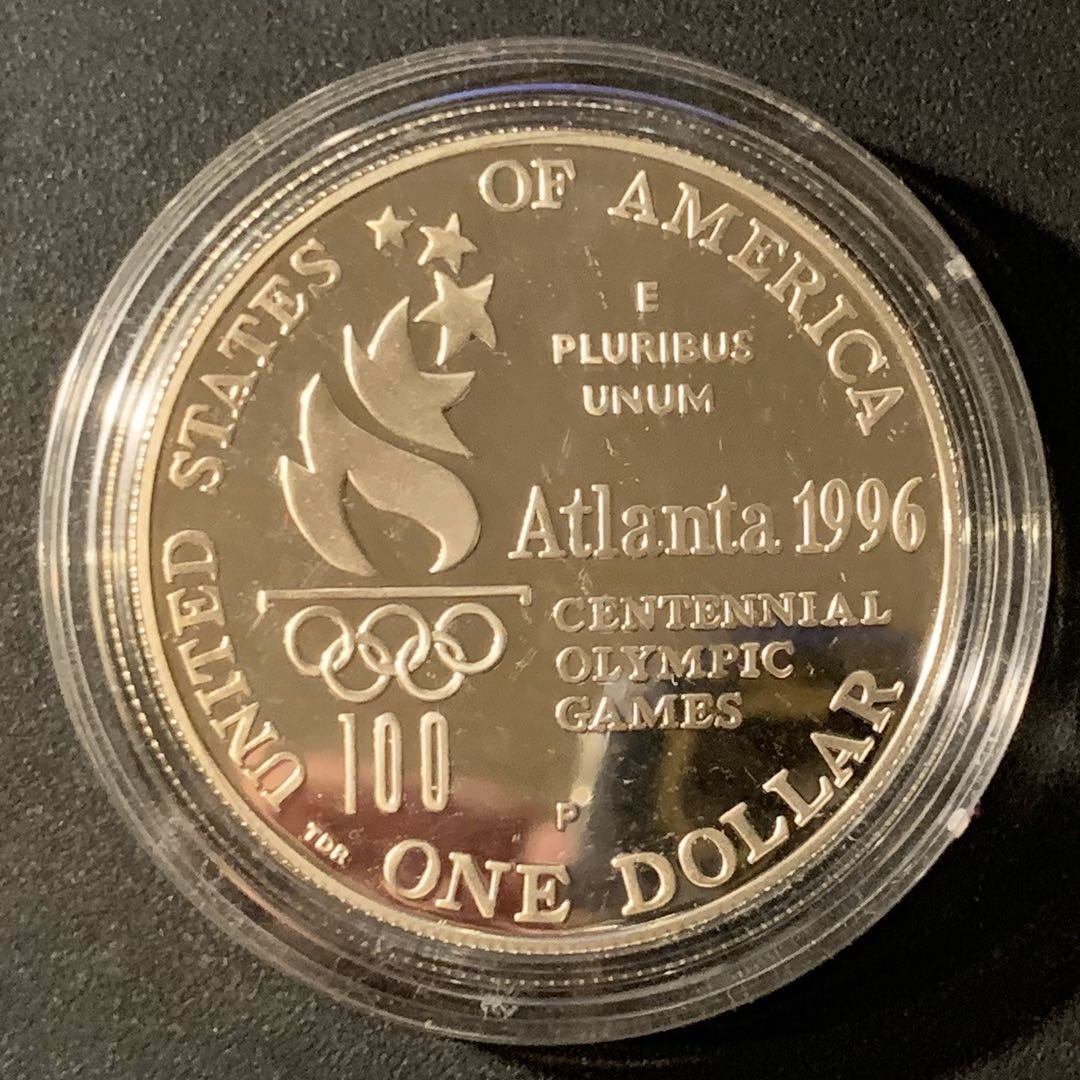 UNITED STATES OF AMERICA
E
PLURIBUS
UNUM
Atlanta 1996
CENTENNIAL
OLYMPIC
GAMES
100
P
TDR
ONE DOLLAR